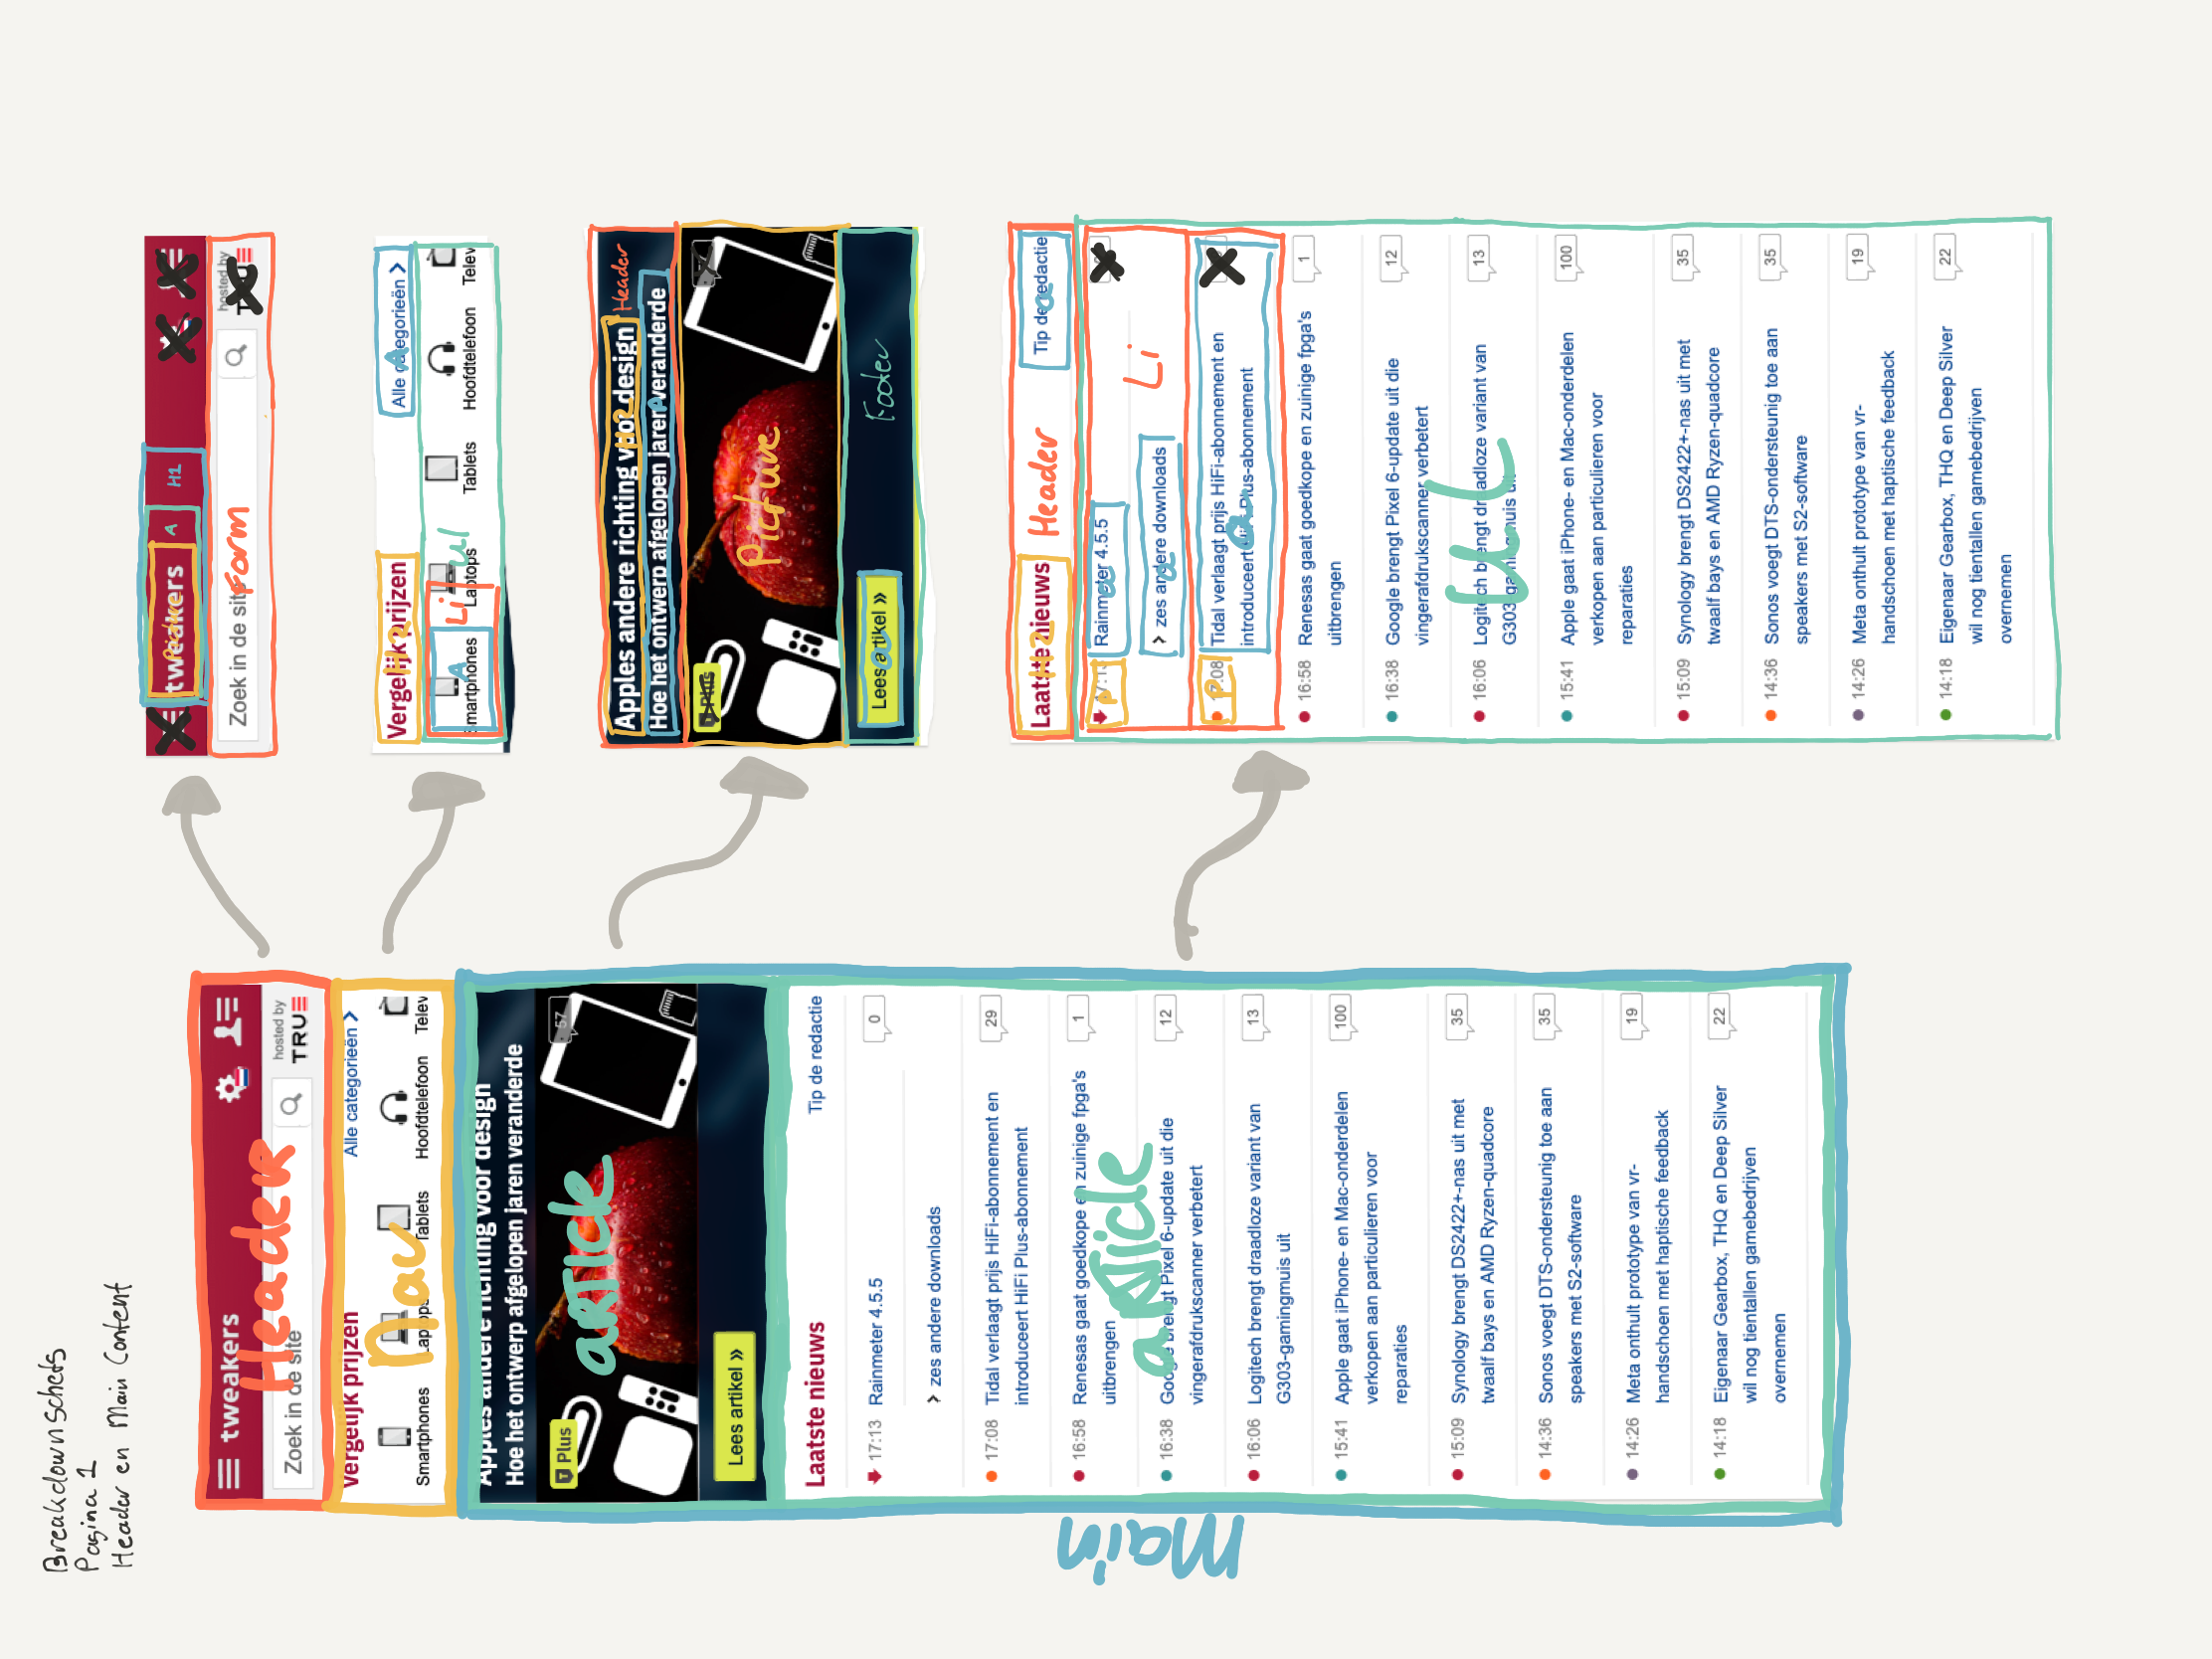 Breakdown schets
Pagina 1
Header en Main Content
tweakers
Header
Zoek in de site
hosted by
TRUE
Vergelijk prijzen
Alle categorieën >
Nav
Smartphones
Laptops
Tablets
Hoofdtelefoon
Telev
Apples andere richting voor design
Hoe het ontwerp afgelopen jaren veranderde
Plus
57
aRTicle
Lees artikel »
main
Laatste nieuws
Tip de redactie
17:13 Rainmeter 4.5.5 0
> zes andere downloads
17:08 Tidal verlaagt prijs HiFi-abonnement en 29
introduceert HiFi Plus-abonnement
16:58 Renesas gaat goedkope en zuinige fpga's 1
uitbrengen
aRTicle
16:38 Google brengt Pixel 6-update uit die 12
vingerafdrukscanner verbetert
16:06 Logitech brengt draadloze variant van 13
G303-gamingmuis uit
15:41 Apple gaat iPhone- en Mac-onderdelen 100
verkopen aan particulieren voor
reparaties
15:09 Synology brengt DS2422+-nas uit met 35
twaalf bays en AMD Ryzen-quadcore
14:36 Sonos voegt DTS-ondersteunig toe aan 35
speakers met S2-software
14:26 Meta onthult prototype van vr-
handschoen met haptische feedback 19
14:18 Eigenaar Gearbox, THQ en Deep Silver 22
wil nog tientallen gamebedrijven
overnemen
tweakers
A
H1
Zoek in de site
Form
hosted by
Vergelijk prijzen
Alle categorieën >
A
Smartphones
A
Li
ul
Laptops
Tablets
Hoofdtelefoon
Telev
Apples andere richting voor design
Header
Hoe het ontwerp afgelopen jaren veranderde
A
Plus
Picture
Lees artikel »
a
Footer
Laatste nieuws
H2
Header
Tip de redactie
a
17:13 Rainmeter 4.5.5
P
a
Li
> zes andere downloads
a
17:08 Tidal verlaagt prijs HiFi-abonnement en
P
introduceert HiFi Plus-abonnement
a
16:58 Renesas gaat goedkope en zuinige fpga's 1
uitbrengen
16:38 Google brengt Pixel 6-update uit die 12
vingerafdrukscanner verbetert
ul
16:06 Logitech brengt draadloze variant van 13
G303-gamingmuis uit
15:41 Apple gaat iPhone- en Mac-onderdelen 100
verkopen aan particulieren voor
reparaties
15:09 Synology brengt DS2422+-nas uit met 35
twaalf bays en AMD Ryzen-quadcore
14:36 Sonos voegt DTS-ondersteunig toe aan 35
speakers met S2-software
14:26 Meta onthult prototype van vr- 19
handschoen met haptische feedback
14:18 Eigenaar Gearbox, THQ en Deep Silver 22
wil nog tientallen gamebedrijven
overnemen